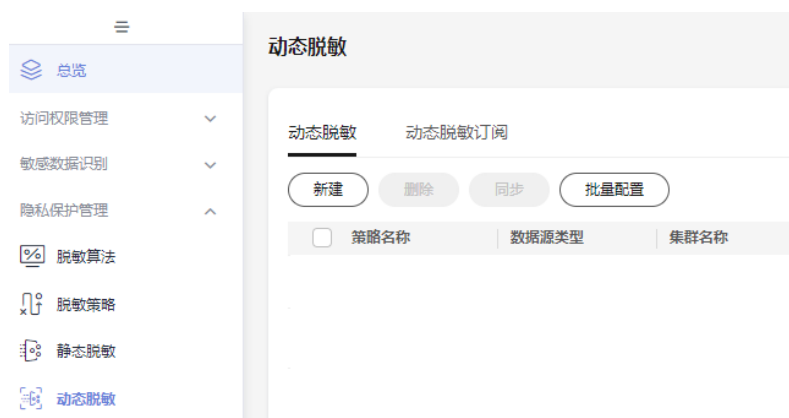 动态脱敏
总览
访问权限管理
敏感数据识别
隐私保护管理
脱敏算法
脱敏策略
静态脱敏
动态脱敏
动态脱敏 动态脱敏订阅
新建 删除 同步 批量配置
策略名称 数据源类型 集群名称